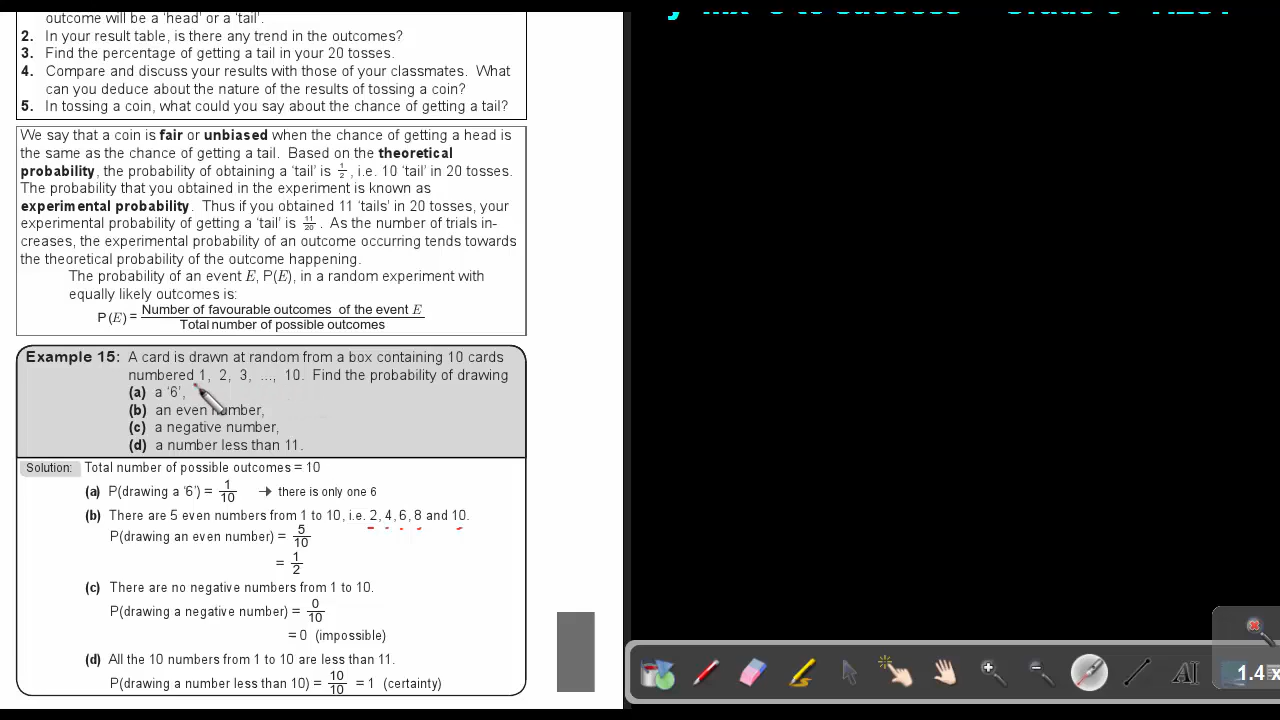 outcome will be a ‘head’ or a ‘tail’.
2. In your result table, is there any trend in the outcomes?
3. Find the percentage of getting a tail in your 20 tosses.
4. Compare and discuss your results with those of your classmates. What
can you deduce about the nature of the results of tossing a coin?
5. In tossing a coin, what could you say about the chance of getting a tail?
We say that a coin is fair or unbiased when the chance of getting a head is
the same as the chance of getting a tail. Based on the theoretical
probability, the probability of obtaining a ‘tail’ is 1/2, i.e. 10 ‘tail’ in 20 tosses.
The probability that you obtained in the experiment is known as
experimental probability. Thus if you obtained 11 ‘tails’ in 20 tosses, your
experimental probability of getting a ‘tail’ is 11/20. As the number of trials in-
creases, the experimental probability of an outcome occurring tends towards
the theoretical probability of the outcome happening.
The probability of an event E, P(E), in a random experiment with
equally likely outcomes is:
P(E) = Number of favourable outcomes of the event E / Total number of possible outcomes
Example 15: A card is drawn at random from a box containing 10 cards
numbered 1, 2, 3, ..., 10. Find the probability of drawing
(a) a ‘6’,
(b) an even number,
(c) a negative number,
(d) a number less than 11.
Solution: Total number of possible outcomes = 10
(a) P(drawing a ‘6’) = 1/10 → there is only one 6
(b) There are 5 even numbers from 1 to 10, i.e. 2, 4, 6, 8 and 10.
P(drawing an even number) = 5/10
= 1/2
(c) There are no negative numbers from 1 to 10.
P(drawing a negative number) = 0/10
= 0 (impossible)
(d) All the 10 numbers from 1 to 10 are less than 11.
P(drawing a number less than 10) = 10/10 = 1 (certainty)
AI
1.4 x